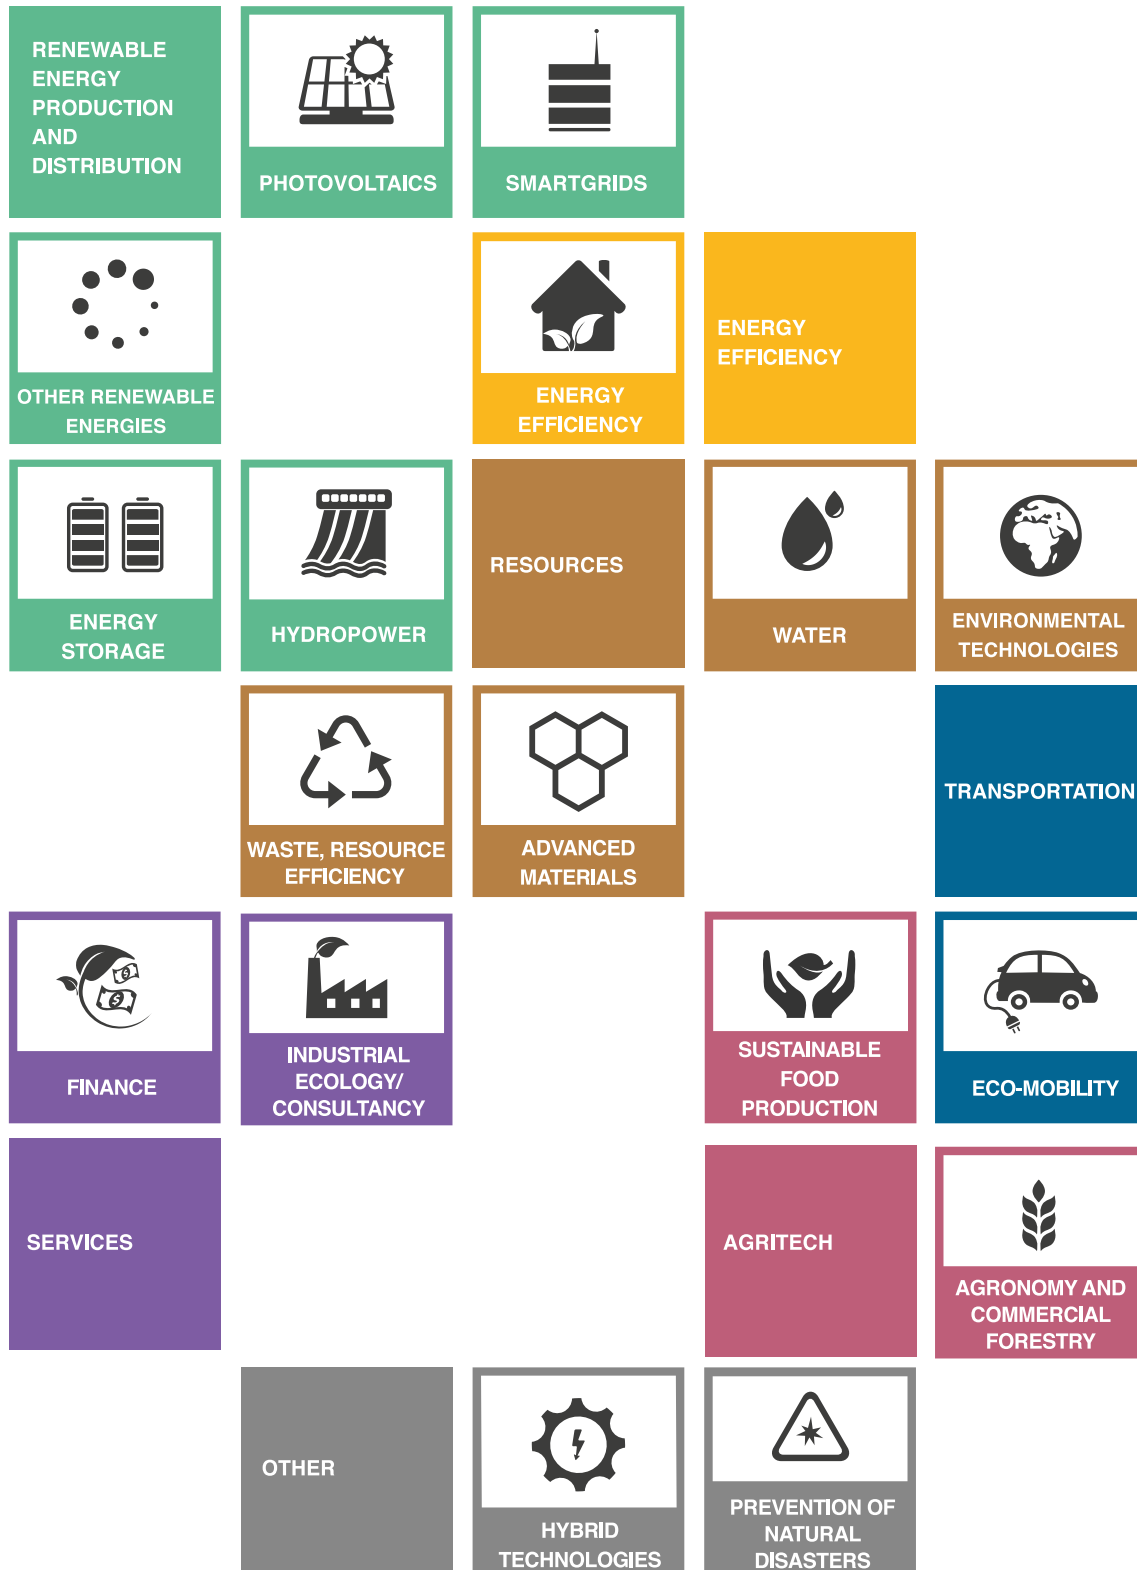 RENEWABLE
ENERGY
PRODUCTION
AND
DISTRIBUTION
PHOTOVOLTAICS
SMARTGRIDS
OTHER RENEWABLE
ENERGIES
ENERGY
EFFICIENCY
ENERGY
EFFICIENCY
ENERGY
STORAGE
HYDROPOWER
RESOURCES
WATER
ENVIRONMENTAL
TECHNOLOGIES
WASTE, RESOURCE
EFFICIENCY
ADVANCED
MATERIALS
TRANSPORTATION
FINANCE
INDUSTRIAL
ECOLOGY/
CONSULTANCY
SUSTAINABLE
FOOD
PRODUCTION
ECO-MOBILITY
SERVICES
AGRITECH
AGRONOMY AND
COMMERCIAL
FORESTRY
OTHER
HYBRID
TECHNOLOGIES
PREVENTION OF
NATURAL
DISASTERS